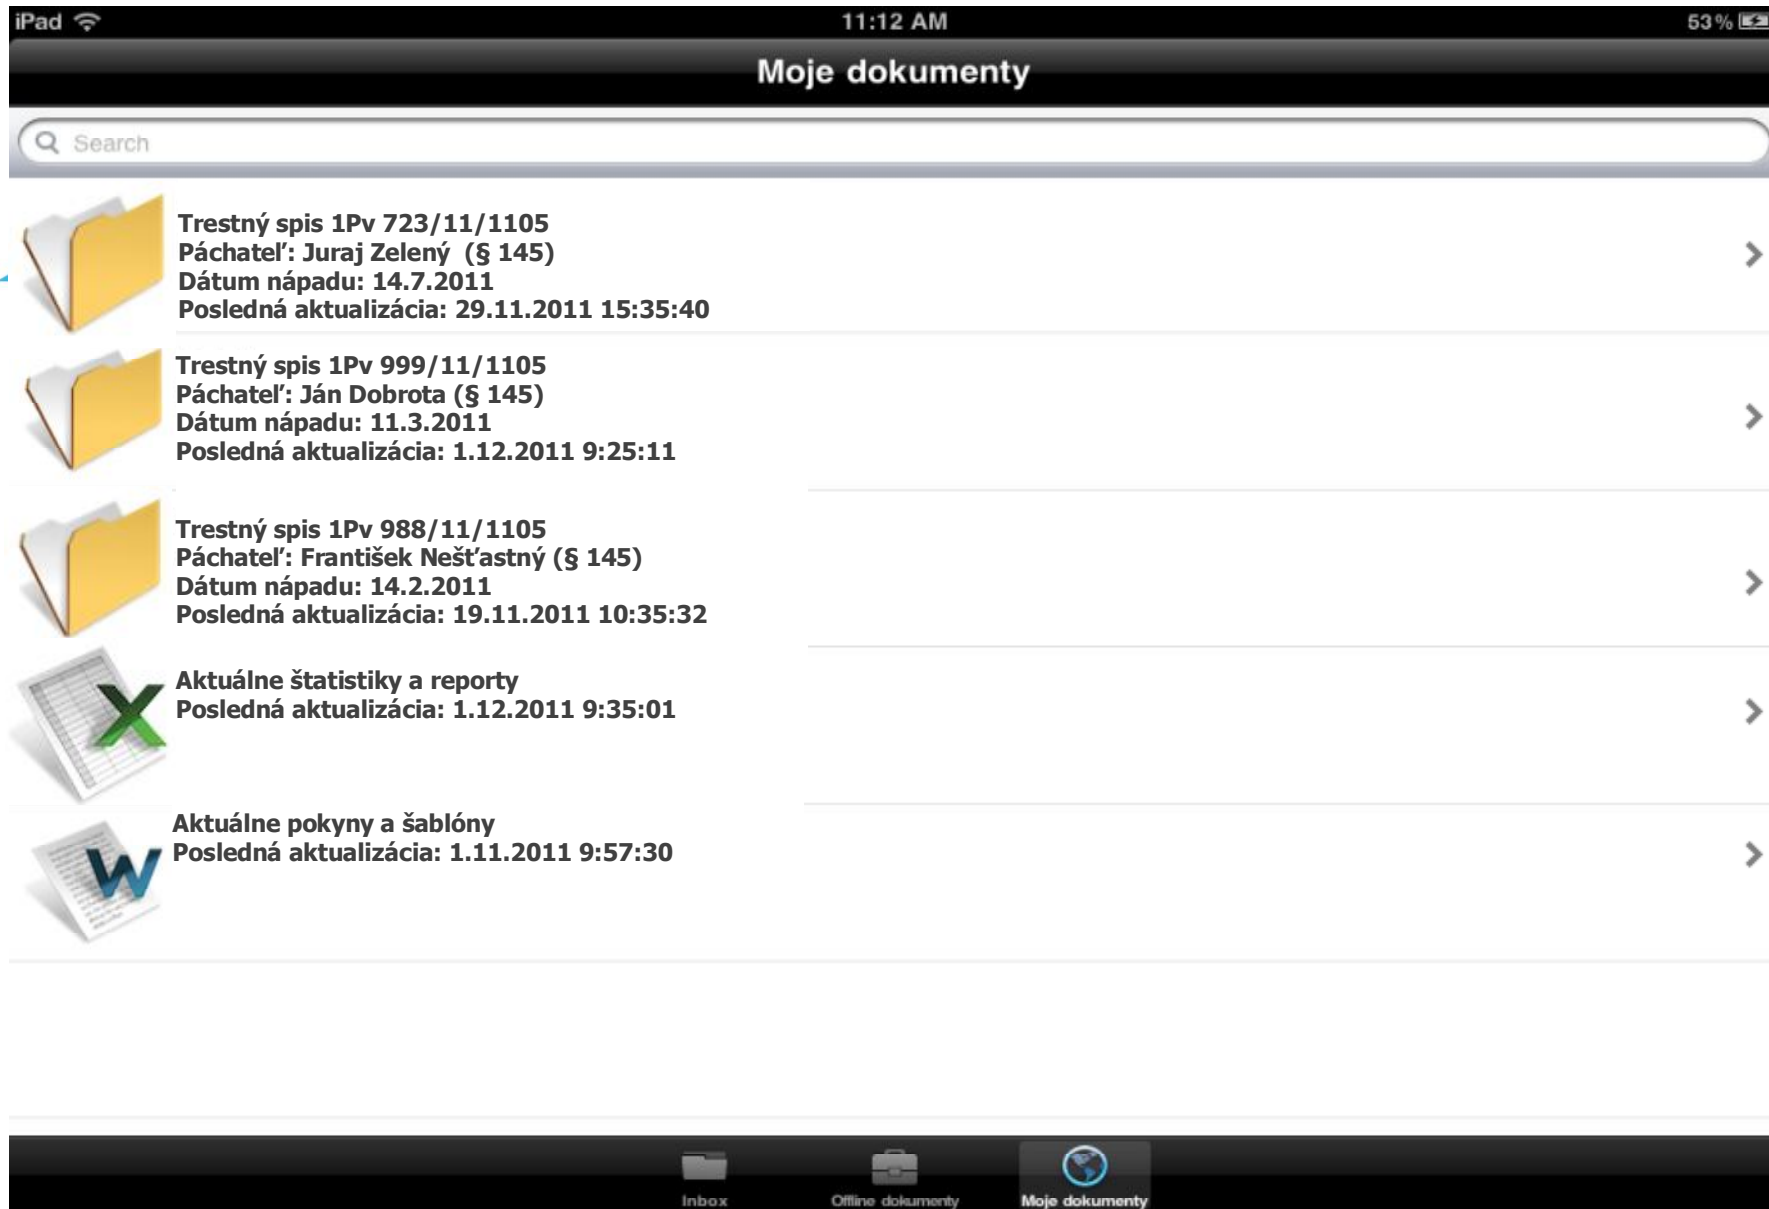 iPad 11:12 AM 53%
Moje dokumenty
Search
Trestný spis 1Pv 723/11/1105
Páchateľ: Juraj Zelený (§ 145)
Dátum nápadu: 14.7.2011
Posledná aktualizácia: 29.11.2011 15:35:40
Trestný spis 1Pv 999/11/1105
Páchateľ: Ján Dobrota (§ 145)
Dátum nápadu: 11.3.2011
Posledná aktualizácia: 1.12.2011 9:25:11
Trestný spis 1Pv 988/11/1105
Páchateľ: František Nešťastný (§ 145)
Dátum nápadu: 14.2.2011
Posledná aktualizácia: 19.11.2011 10:35:32
Aktuálne štatistiky a reporty
Posledná aktualizácia: 1.12.2011 9:35:01
Aktuálne pokyny a šablóny
Posledná aktualizácia: 1.11.2011 9:57:30
Inbox Offline dokumenty Moje dokumenty